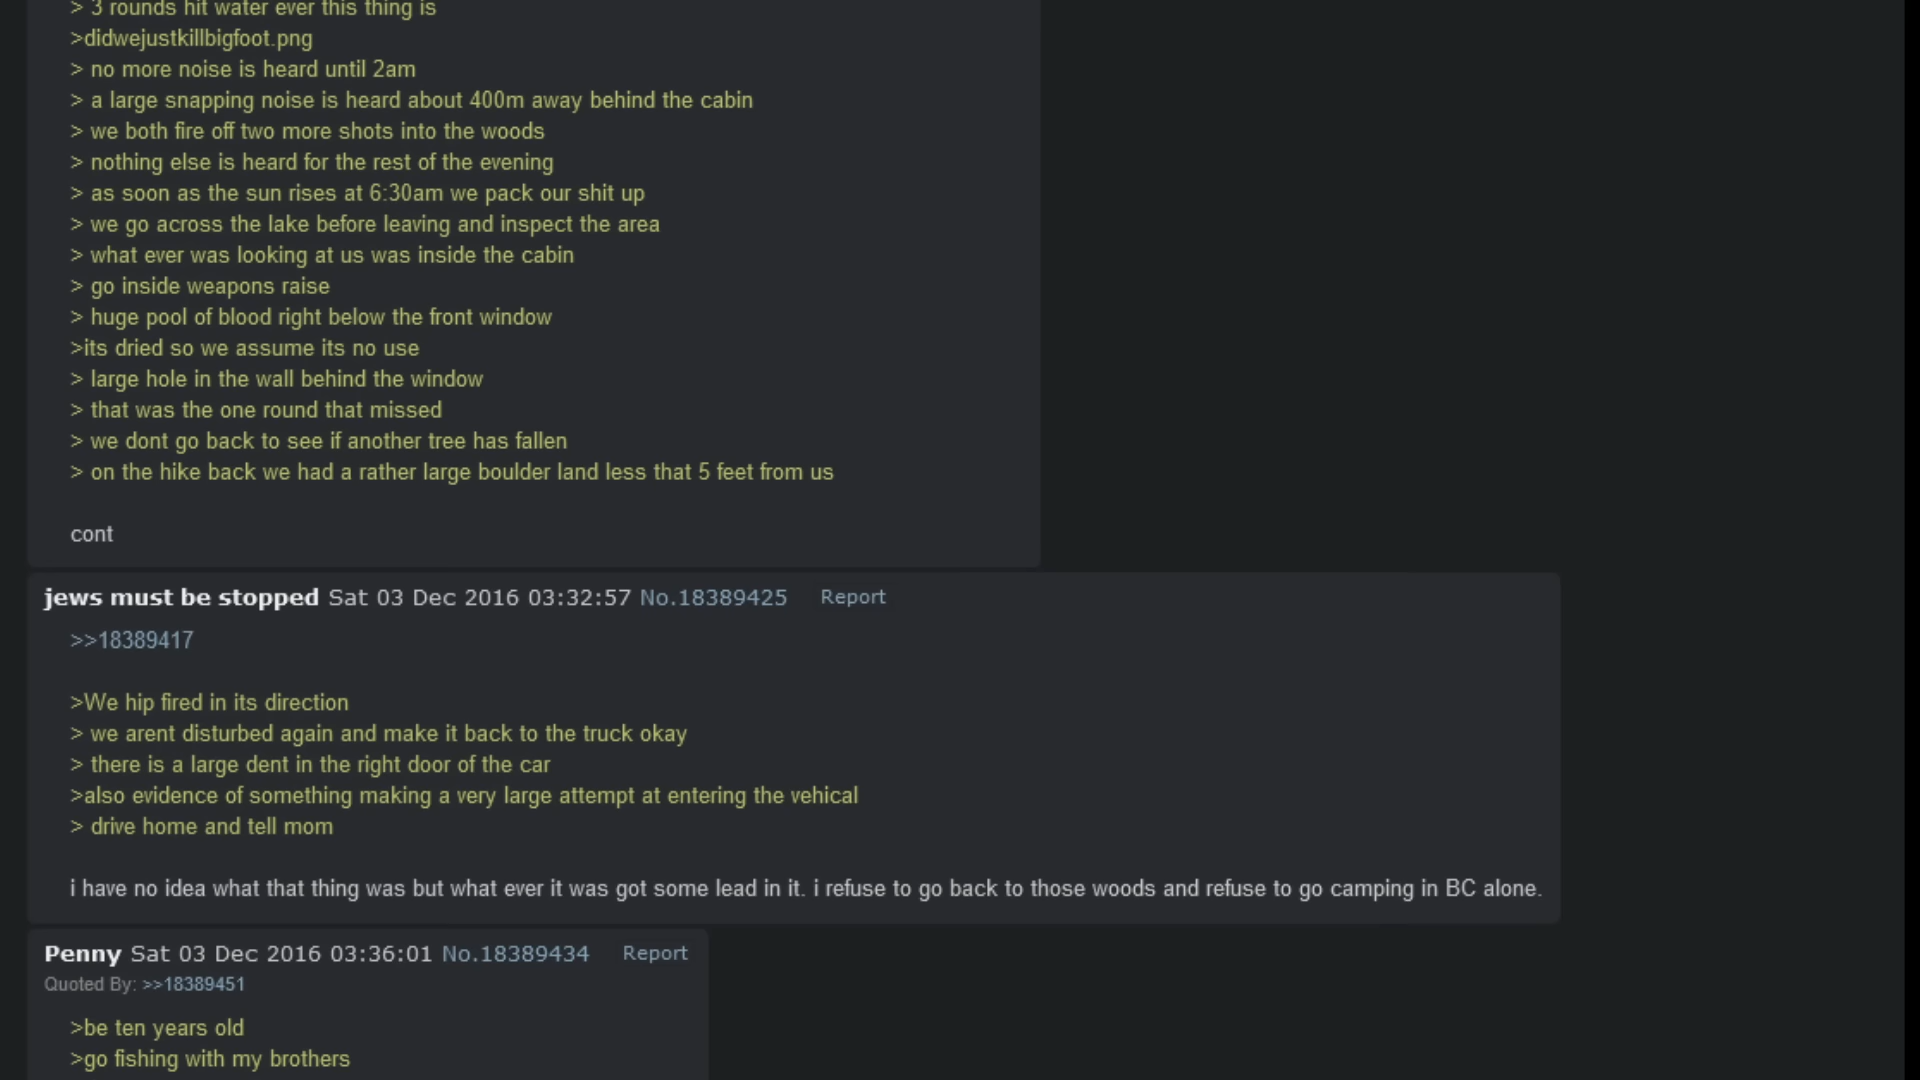 > 3 rounds hit water ever this thing is
>didwejustkillbigfoot.png
> no more noise is heard until 2am
> a large snapping noise is heard about 400m away behind the cabin
> we both fire off two more shots into the woods
> nothing else is heard for the rest of the evening
> as soon as the sun rises at 6:30am we pack our shit up
> we go across the lake before leaving and inspect the area
> what ever was looking at us was inside the cabin
> go inside weapons raise
> huge pool of blood right below the front window
>its dried so we assume its no use
> large hole in the wall behind the window
> that was the one round that missed
> we dont go back to see if another tree has fallen
> on the hike back we had a rather large boulder land less that 5 feet from us
cont
jews must be stopped Sat 03 Dec 2016 03:32:57 No.18389425 Report
>>18389417
>We hip fired in its direction
> we arent disturbed again and make it back to the truck okay
> there is a large dent in the right door of the car
>also evidence of something making a very large attempt at entering the vehical
> drive home and tell mom
i have no idea what that thing was but what ever it was got some lead in it. i refuse to go back to those woods and refuse to go camping in BC alone.
Penny Sat 03 Dec 2016 03:36:01 No.18389434 Report
Quoted By: >>18389451
>be ten years old
>go fishing with my brothers